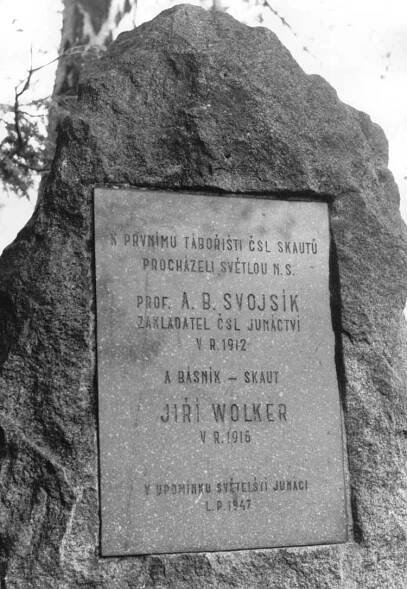 K PRVNÍMU TÁBOŘIŠTI ČSL SKAUTŮ
PROCHÁZELI SVĚTLOU N.S.
PROF. A. B. SVOJSÍK
ZAKLADATEL ČSL JUNÁCTVÍ
V R. 1912
A BÁSNÍK – SKAUT
JIŘÍ WOLKER
V R. 1916
V UPOMÍNKU SVĚTELŠTÍ JUNÁCI
L.P. 1947